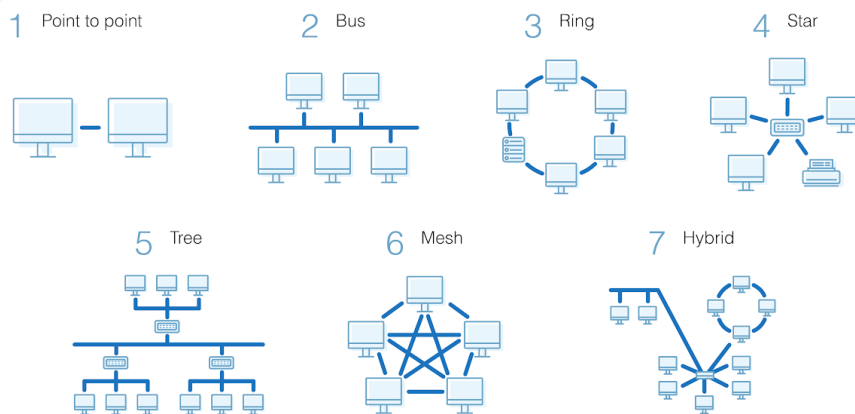 1 Point to point
2 Bus
3 Ring
4 Star
5 Tree
6 Mesh
7 Hybrid